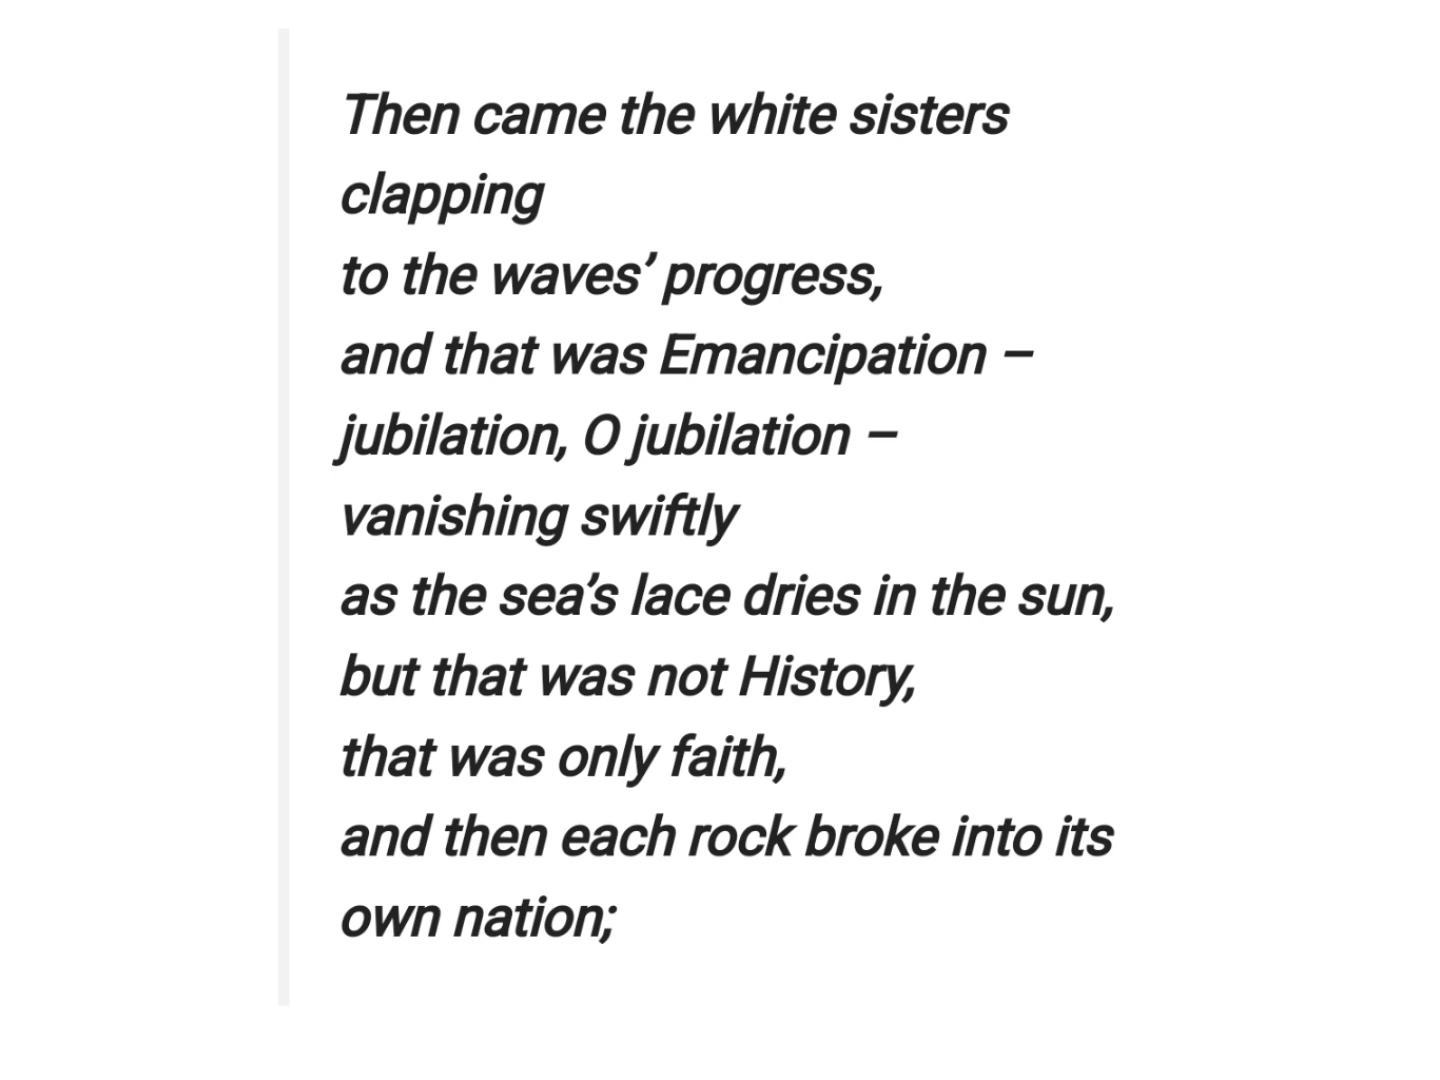 Then came the white sisters
clapping
to the waves’ progress,
and that was Emancipation –
jubilation, O jubilation –
vanishing swiftly
as the sea’s lace dries in the sun,
but that was not History,
that was only faith,
and then each rock broke into its
own nation;